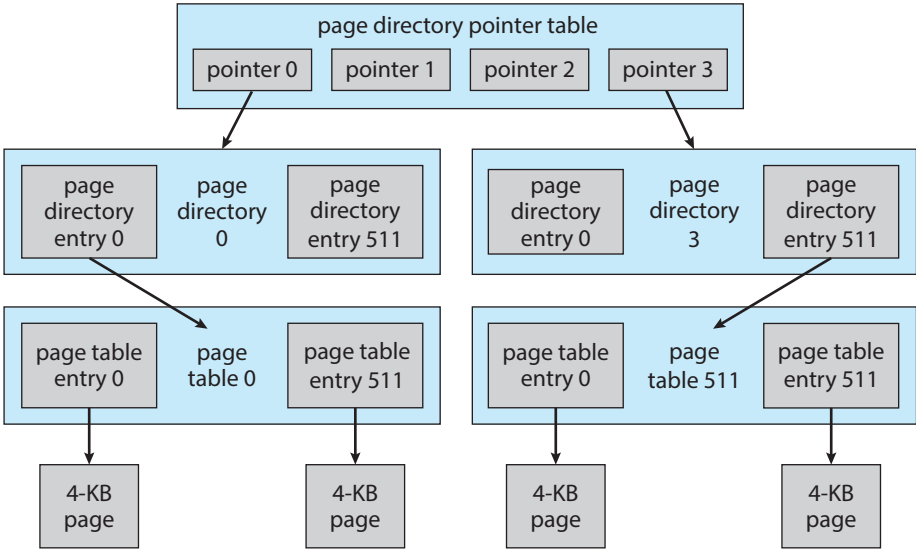 page directory pointer table
pointer 0
pointer 1
pointer 2
pointer 3
page
directory
entry 0
page
directory
0
page
directory
entry 511
page
directory
entry 0
page
directory
3
page
directory
entry 511
page table
entry 0
page
table 0
page table
entry 511
page table
entry 0
page
table 511
page table
entry 511
4-KB
page
4-KB
page
4-KB
page
4-KB
page